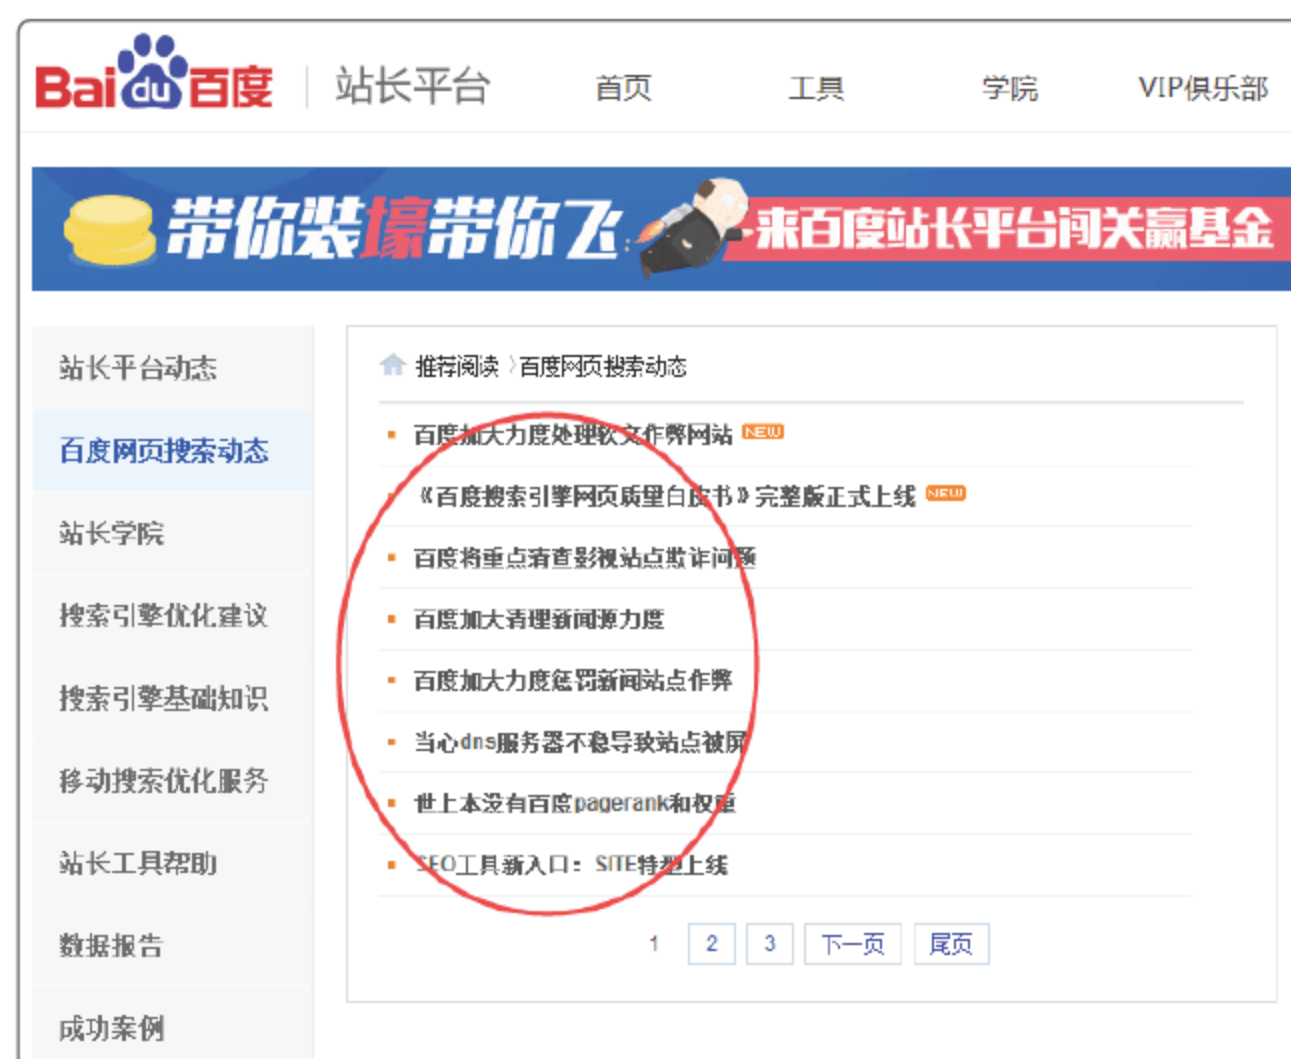 Bai du 百度 站长平台 首页 工具 学院 VIP俱乐部
带你装壕带你飞 来百度站长平台闯关赢基金
站长平台动态
百度网页搜索动态
站长学院
搜索引擎优化建议
搜索引擎基础知识
移动搜索优化服务
站长工具帮助
数据报告
成功案例
推荐阅读 〉百度网页搜索动态
百度加大力度处理软文作弊网站 NEW
《百度搜索引擎网页质量白皮书》完整版正式上线 NEW
百度将重点清查影视站点欺诈问题
百度加大清理新闻源力度
百度加大力度惩罚新闻站点作弊
当心dns服务器不稳导致站点被屏
世上本没有百度pagerank和权重
SEO工具新入口：SITE特型上线
1 2 3 下一页 尾页